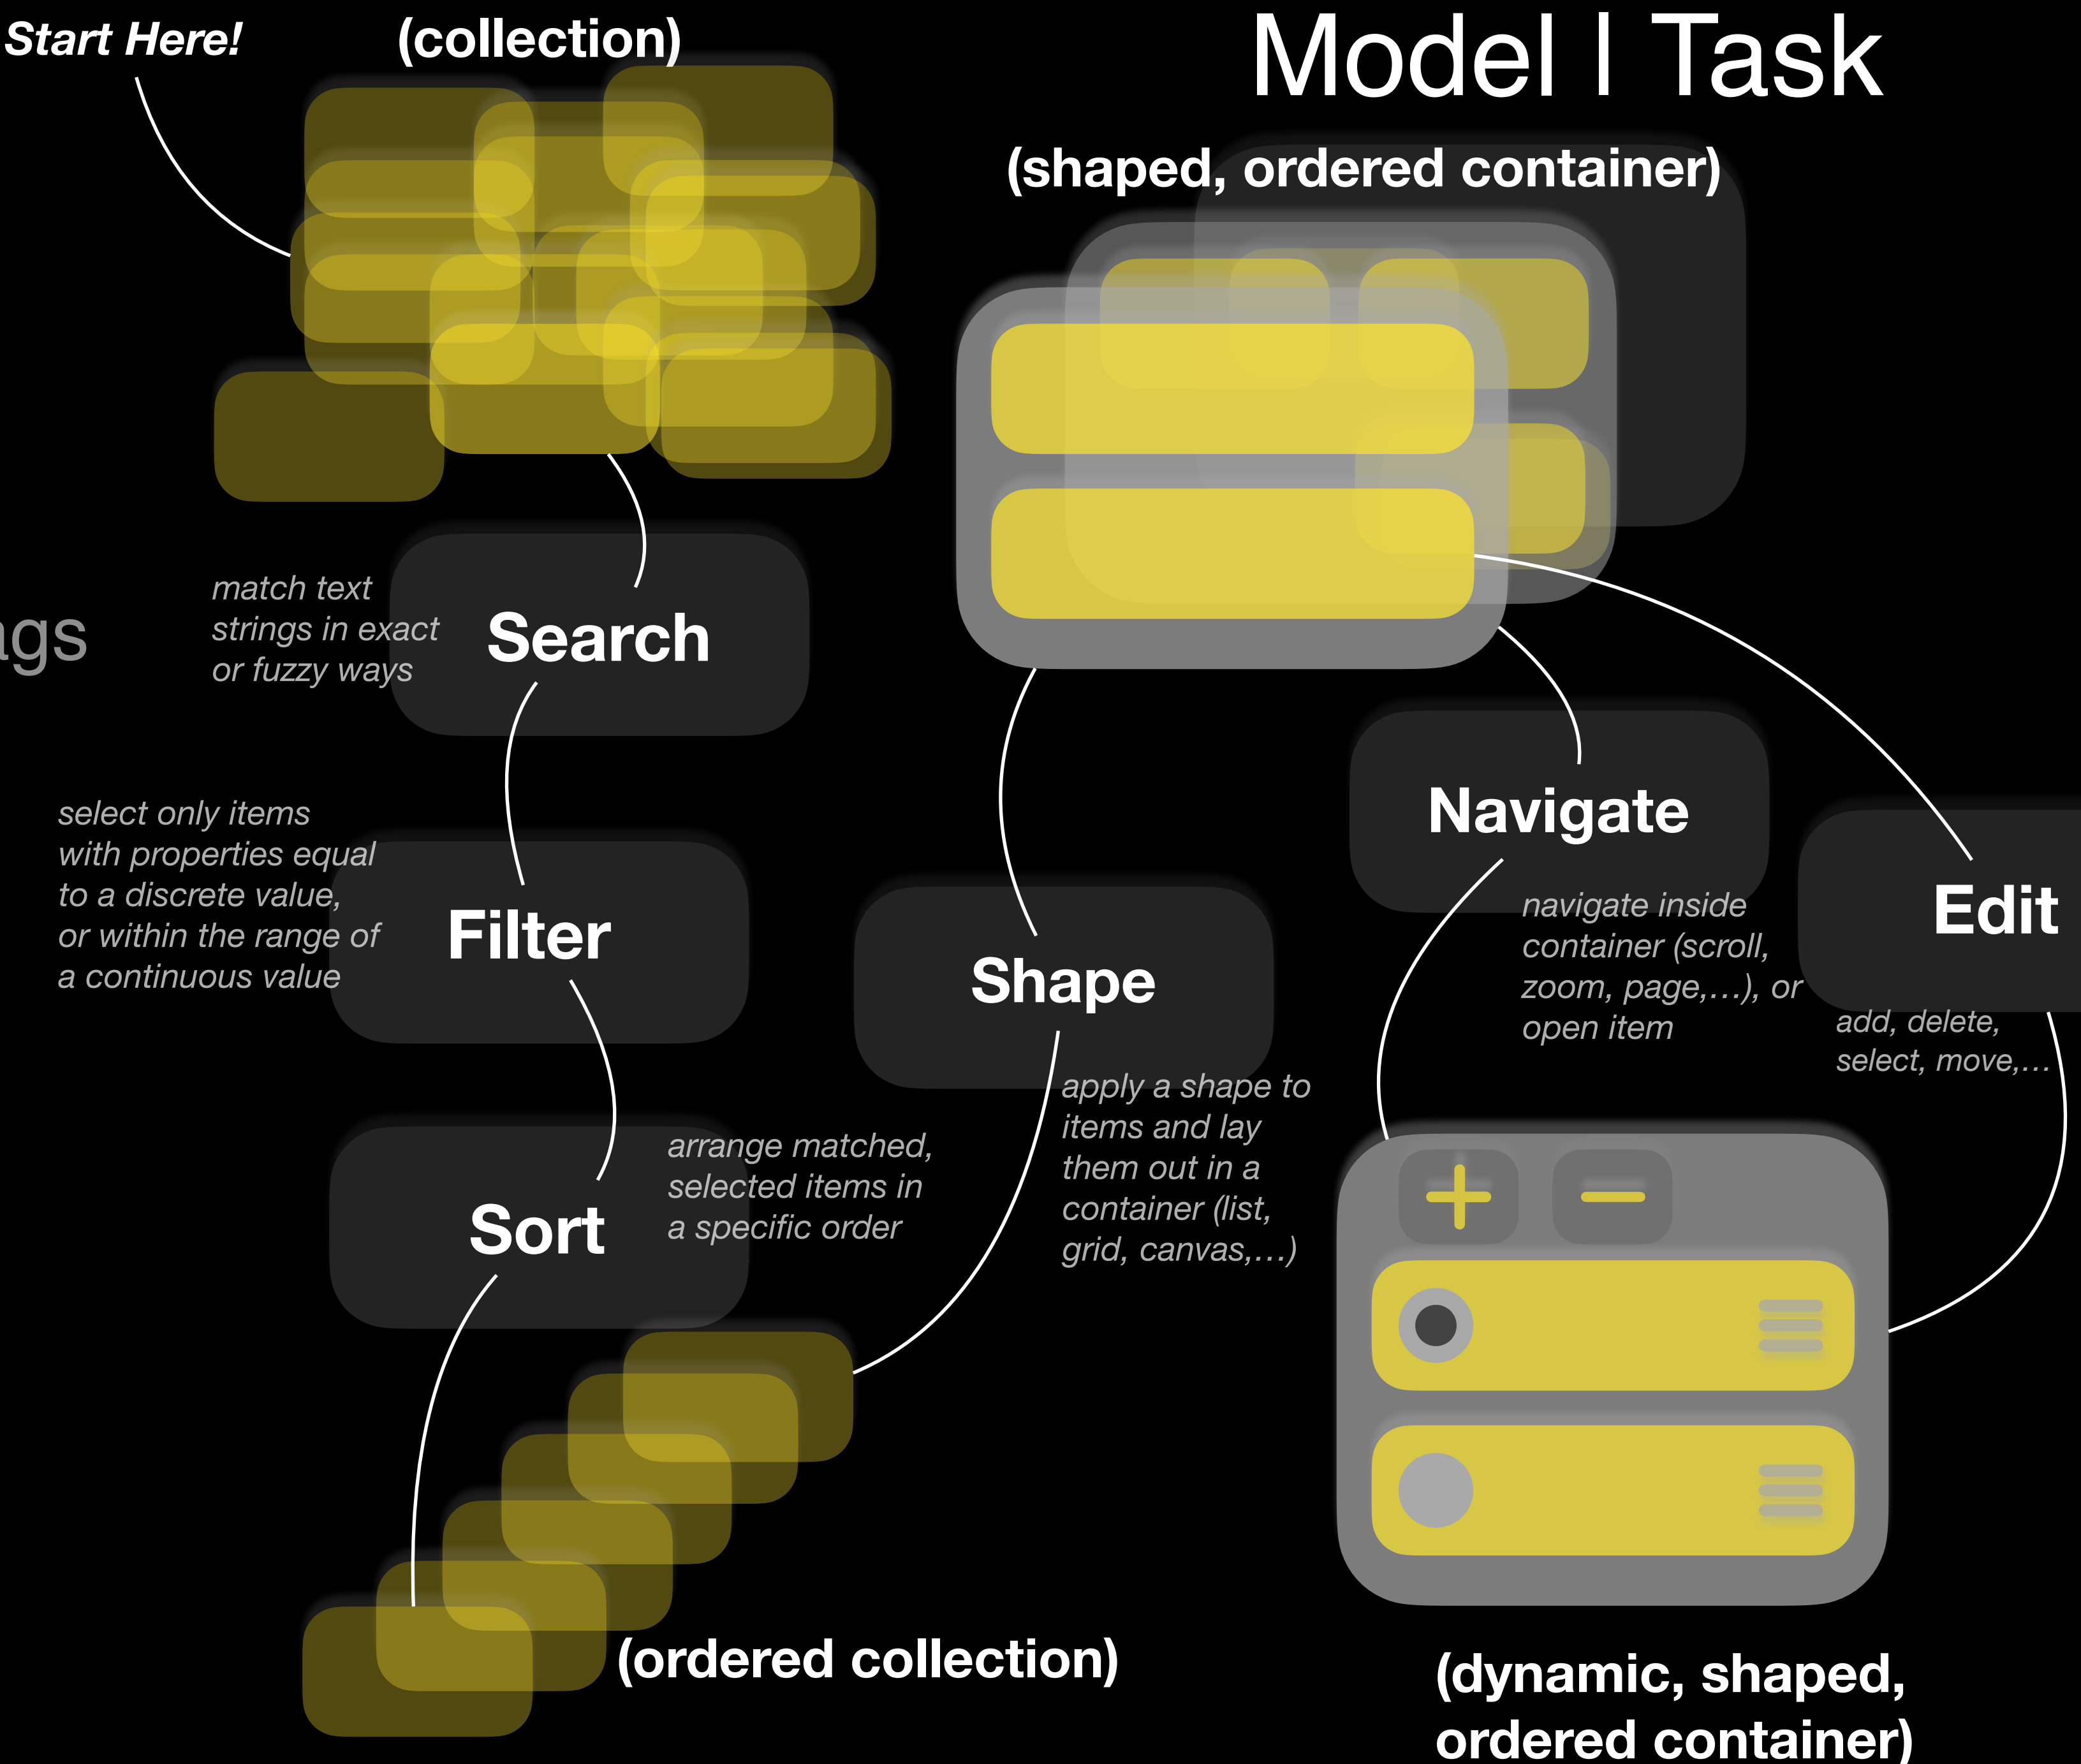 Start Here!
(collection)
Model | Task
(shaped, ordered container)
match text
strings in exact
or fuzzy ways
Search
ags
select only items
with properties equal
to a discrete value,
or within the range of
a continuous value
Filter
Sort
arrange matched,
selected items in
a specific order
Shape
apply a shape to
items and lay
them out in a
container (list,
grid, canvas,…)
Navigate
navigate inside
container (scroll,
zoom, page,…), or
open item
Edit
add, delete,
select, move,…
(ordered collection)
(dynamic, shaped,
ordered container)